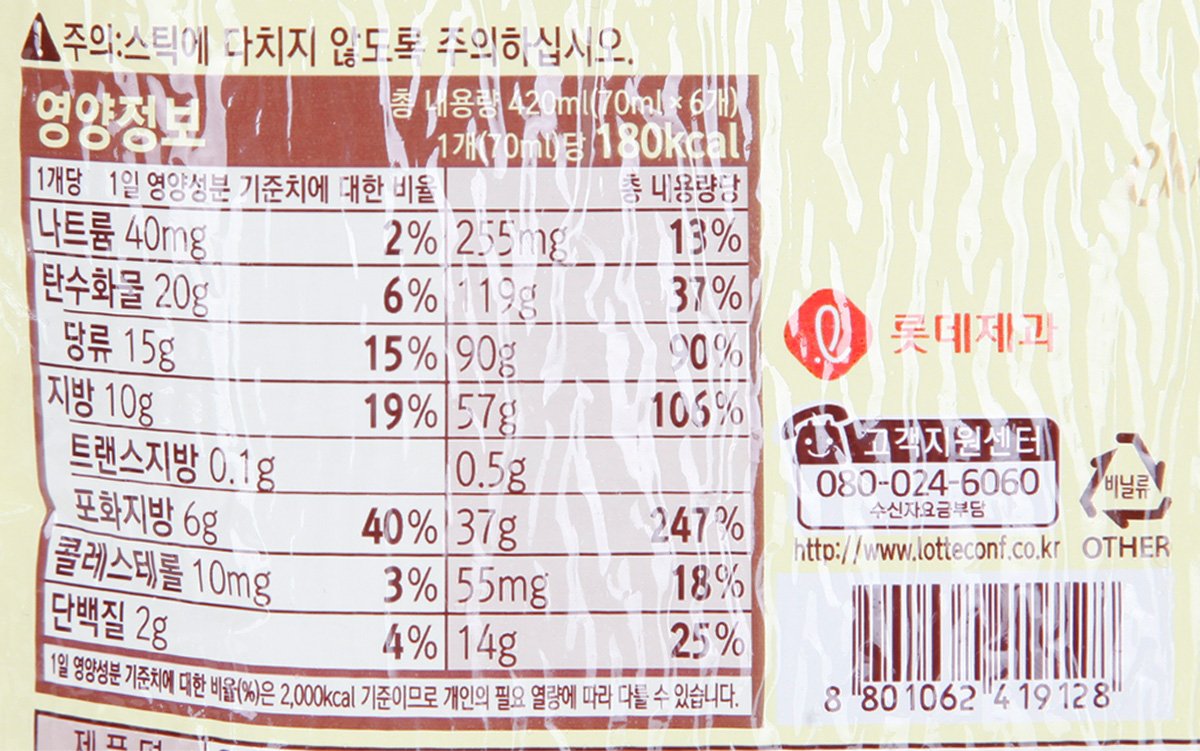 주의:스틱에 다치지 않도록 주의하십시오.
영양정보
총 내용량 420ml(70ml × 6개)
1개(70ml)당 180kcal
1개당 1일 영양성분 기준치에 대한 비율 총 내용량당
나트륨 40mg 2% 255mg 13%
탄수화물 20g 6% 119g 37%
당류 15g 15% 90g 90%
지방 10g 19% 57g 106%
트랜스지방 0.1g 0.5g
포화지방 6g 40% 37g 247%
콜레스테롤 10mg 3% 55mg 18%
단백질 2g 4% 14g 25%
1일 영양성분 기준치에 대한 비율(%)은 2,000kcal 기준이므로 개인의 필요 열량에 따라 다를 수 있습니다.
롯데제과
고객지원센터
080-024-6060
수신자요금부담
http://www.lotteconf.co.kr
비닐류
OTHER
8 801062 419128